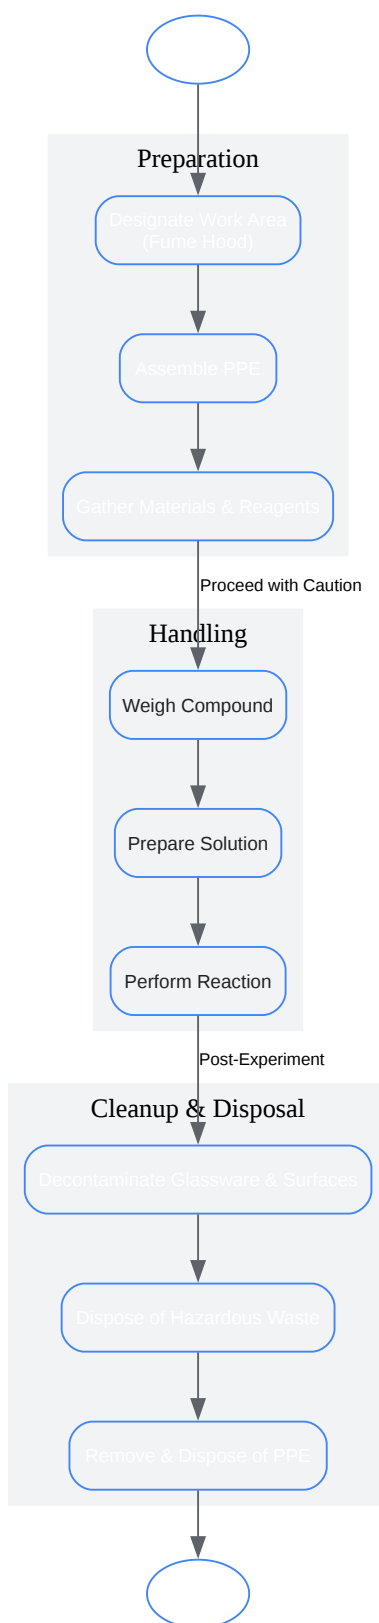 Preparation
Designate Work Area
(Fume Hood)
Assemble PPE
Gather Materials & Reagents
Proceed with Caution
Handling
Weigh Compound
Prepare Solution
Perform Reaction
Post-Experiment
Cleanup & Disposal
Decontaminate Glassware & Surfaces
Dispose of Hazardous Waste
Remove & Dispose of PPE